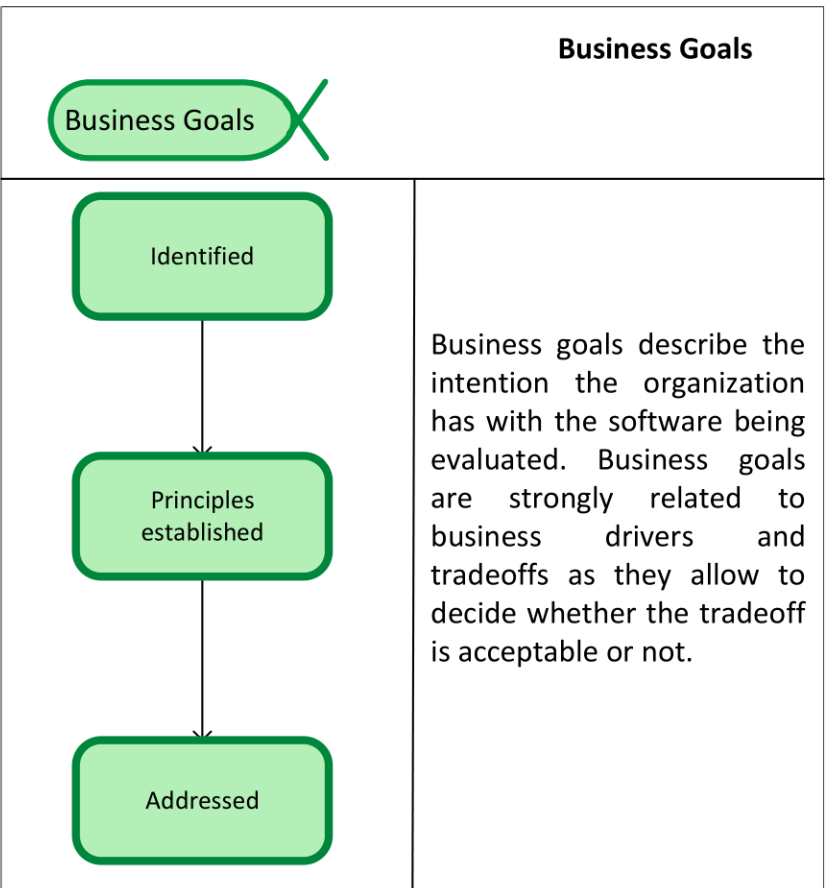 Business Goals
Business Goals
Identified
Principles
established
Addressed
Business goals describe the
intention the organization
has with the software being
evaluated. Business goals
are strongly related to
business drivers and
tradeoffs as they allow to
decide whether the tradeoff
is acceptable or not.